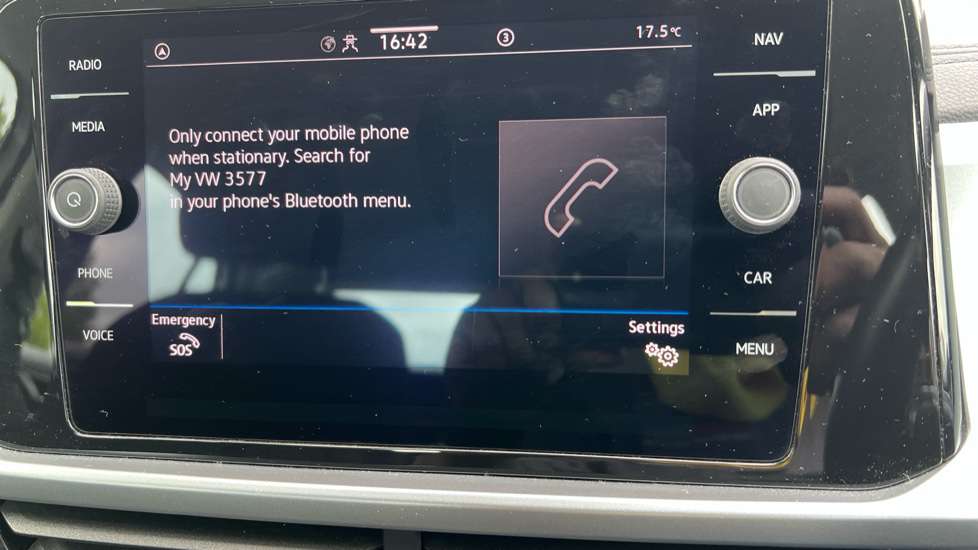 RADIO
MEDIA
PHONE
VOICE
16:42
3
17.5°C
Only connect your mobile phone
when stationary. Search for
My VW 3577
in your phone's Bluetooth menu.
Emergency
SOS
Settings
NAV
APP
CAR
MENU